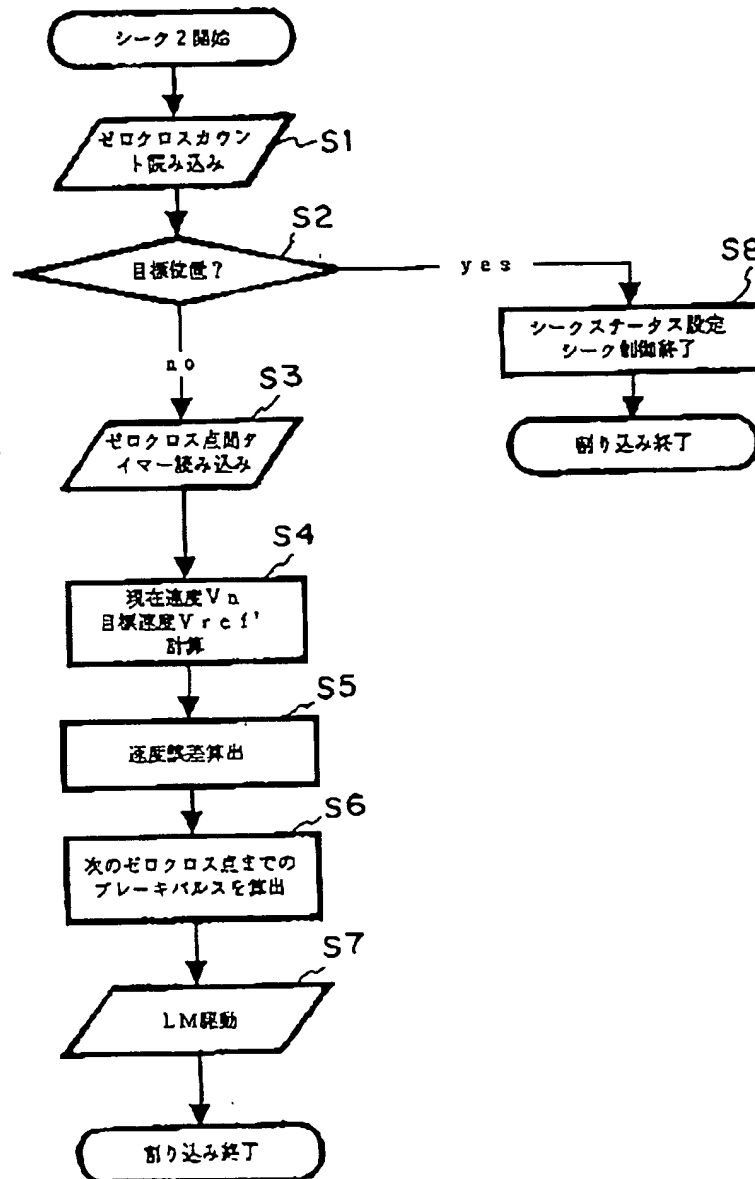 シーク2開始
ゼロクロスカウン
ト読み込み
S1
S2
目標位置?
yes
S8
シークステータス設定
シーク制御終了
割り込み終了
no
S3
ゼロクロス点間タ
イマー読み込み
S4
現在速度Vn
目標速度Vref'
計算
S5
速度誤差算出
S6
次のゼロクロス点までの
ブレーキパルスを算出
S7
LM駆動
割り込み終了